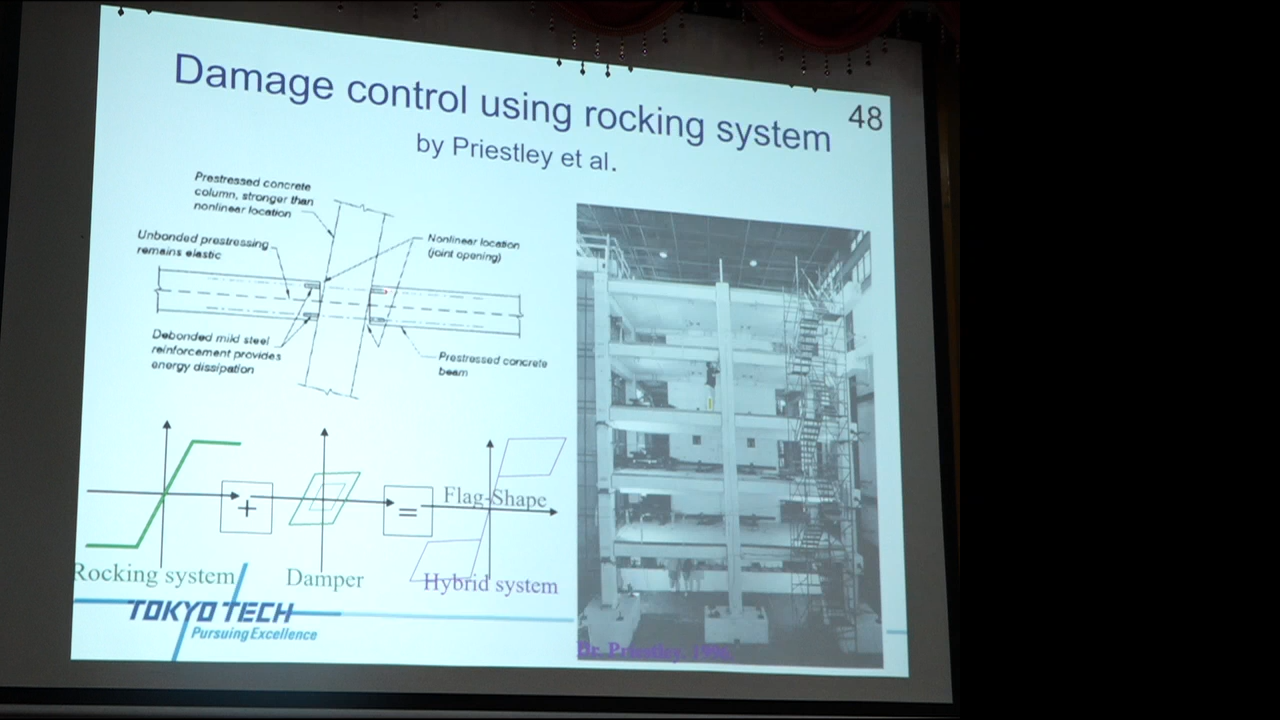 Damage control using rocking system
48
by Priestley et al.
Prestressed concrete
column, stronger than
nonlinear location
Unbonded prestressing
remains elastic
Nonlinear location
(joint opening)
Debonded mild steel
reinforcement provides
energy dissipation
Prestressed concrete
beam
+
=
Flag-Shape
Rocking system
Damper
Hybrid system
TOKYO TECH
Pursuing Excellence
Dr. Priestley,